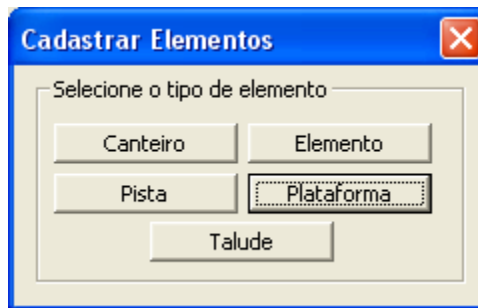 Cadastrar Elementos
Selecione o tipo de elemento
Canteiro Elemento
Pista Plataforma
Talude